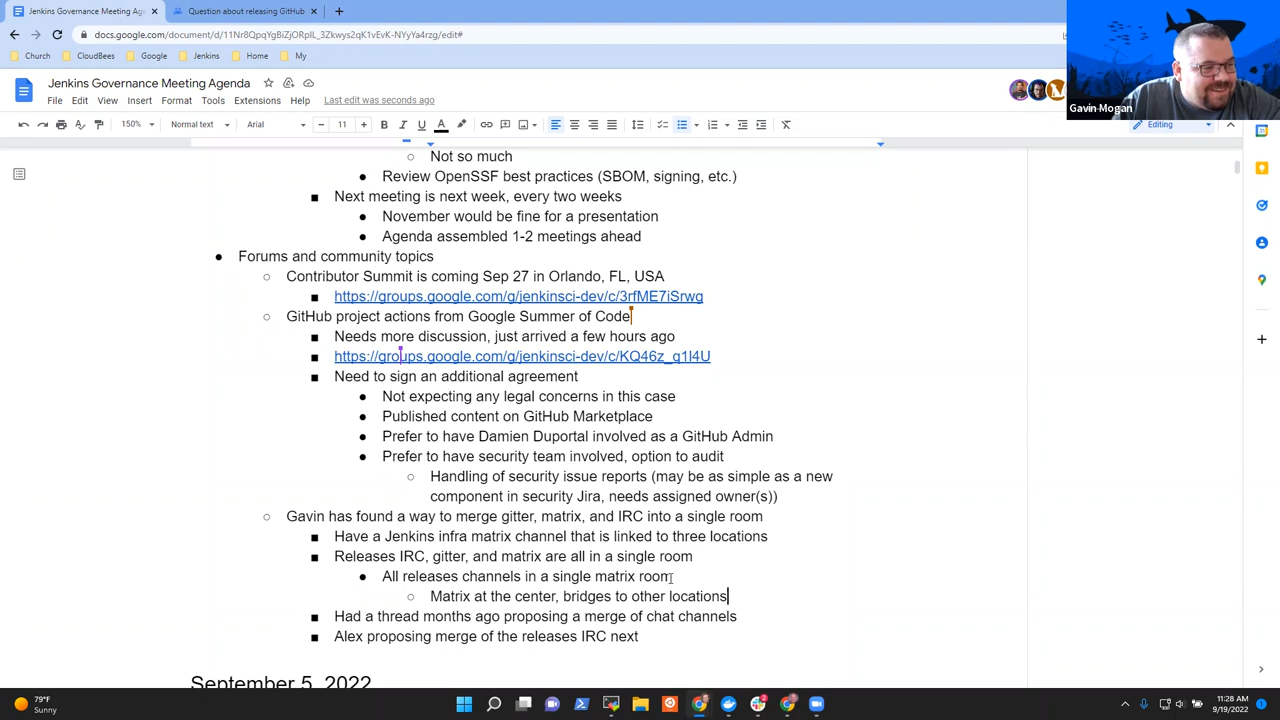 Jenkins Governance Meeting Age
Question about releasing GitHub
docs.google.com/document/d/11Nr8QpqYgBiZjORpIL_3Zkwys2qK1vEvK-NYyYa4rzg/edit#
Church
CloudBees
Google
Jenkins
Home
My
Jenkins Governance Meeting Agenda
File Edit View Insert Format Tools Extensions Help Last edit was seconds ago
Gavin Mogan
150% Normal text Arial 11 Editing
○ Not so much
● Review OpenSSF best practices (SBOM, signing, etc.)
■ Next meeting is next week, every two weeks
● November would be fine for a presentation
● Agenda assembled 1-2 meetings ahead
● Forums and community topics
○ Contributor Summit is coming Sep 27 in Orlando, FL, USA
■ https://groups.google.com/g/jenkinsci-dev/c/3rfME7iSrwg
○ GitHub project actions from Google Summer of Code
■ Needs more discussion, just arrived a few hours ago
■ https://groups.google.com/g/jenkinsci-dev/c/KQ46z_q1l4U
■ Need to sign an additional agreement
● Not expecting any legal concerns in this case
● Published content on GitHub Marketplace
● Prefer to have Damien Duportal involved as a GitHub Admin
● Prefer to have security team involved, option to audit
○ Handling of security issue reports (may be as simple as a new
component in security Jira, needs assigned owner(s))
○ Gavin has found a way to merge gitter, matrix, and IRC into a single room
■ Have a Jenkins infra matrix channel that is linked to three locations
■ Releases IRC, gitter, and matrix are all in a single room
● All releases channels in a single matrix room
○ Matrix at the center, bridges to other locations
■ Had a thread months ago proposing a merge of chat channels
■ Alex proposing merge of the releases IRC next
September 5, 2022
79°F
Sunny
11:28 AM
9/19/2022